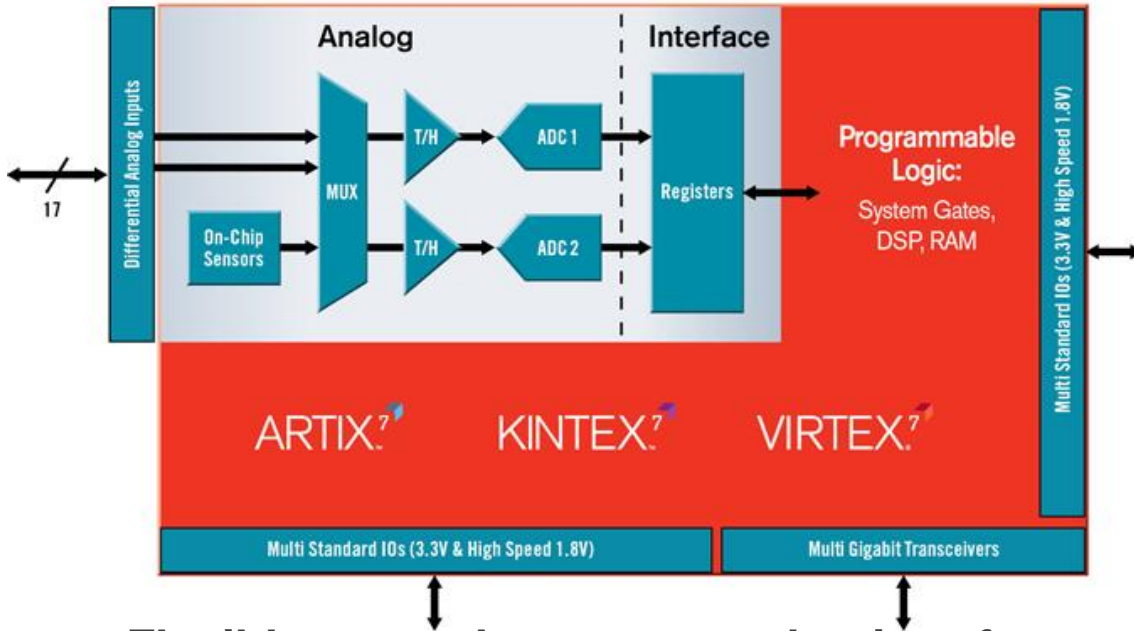 Analog
Interface
Differential Analog Inputs
17
MUX
T/H
ADC 1
On-Chip
Sensors
T/H
ADC 2
Registers
Programmable
Logic:
System Gates,
DSP, RAM
Multi Standard IOs (3.3V & High Speed 1.8V)
ARTIX.7
KINTEX.7
VIRTEX.7
Multi Standard IOs (3.3V & High Speed 1.8V)
Multi Gigabit Transceivers